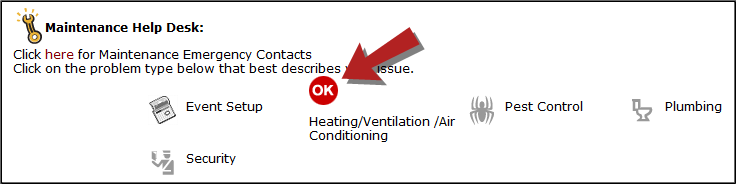 Maintenance Help Desk:
Click here for Maintenance Emergency Contacts
Click on the problem type below that best describes issue.
Event Setup
OK
Heating/Ventilation /Air
Conditioning
Pest Control
Plumbing
Security